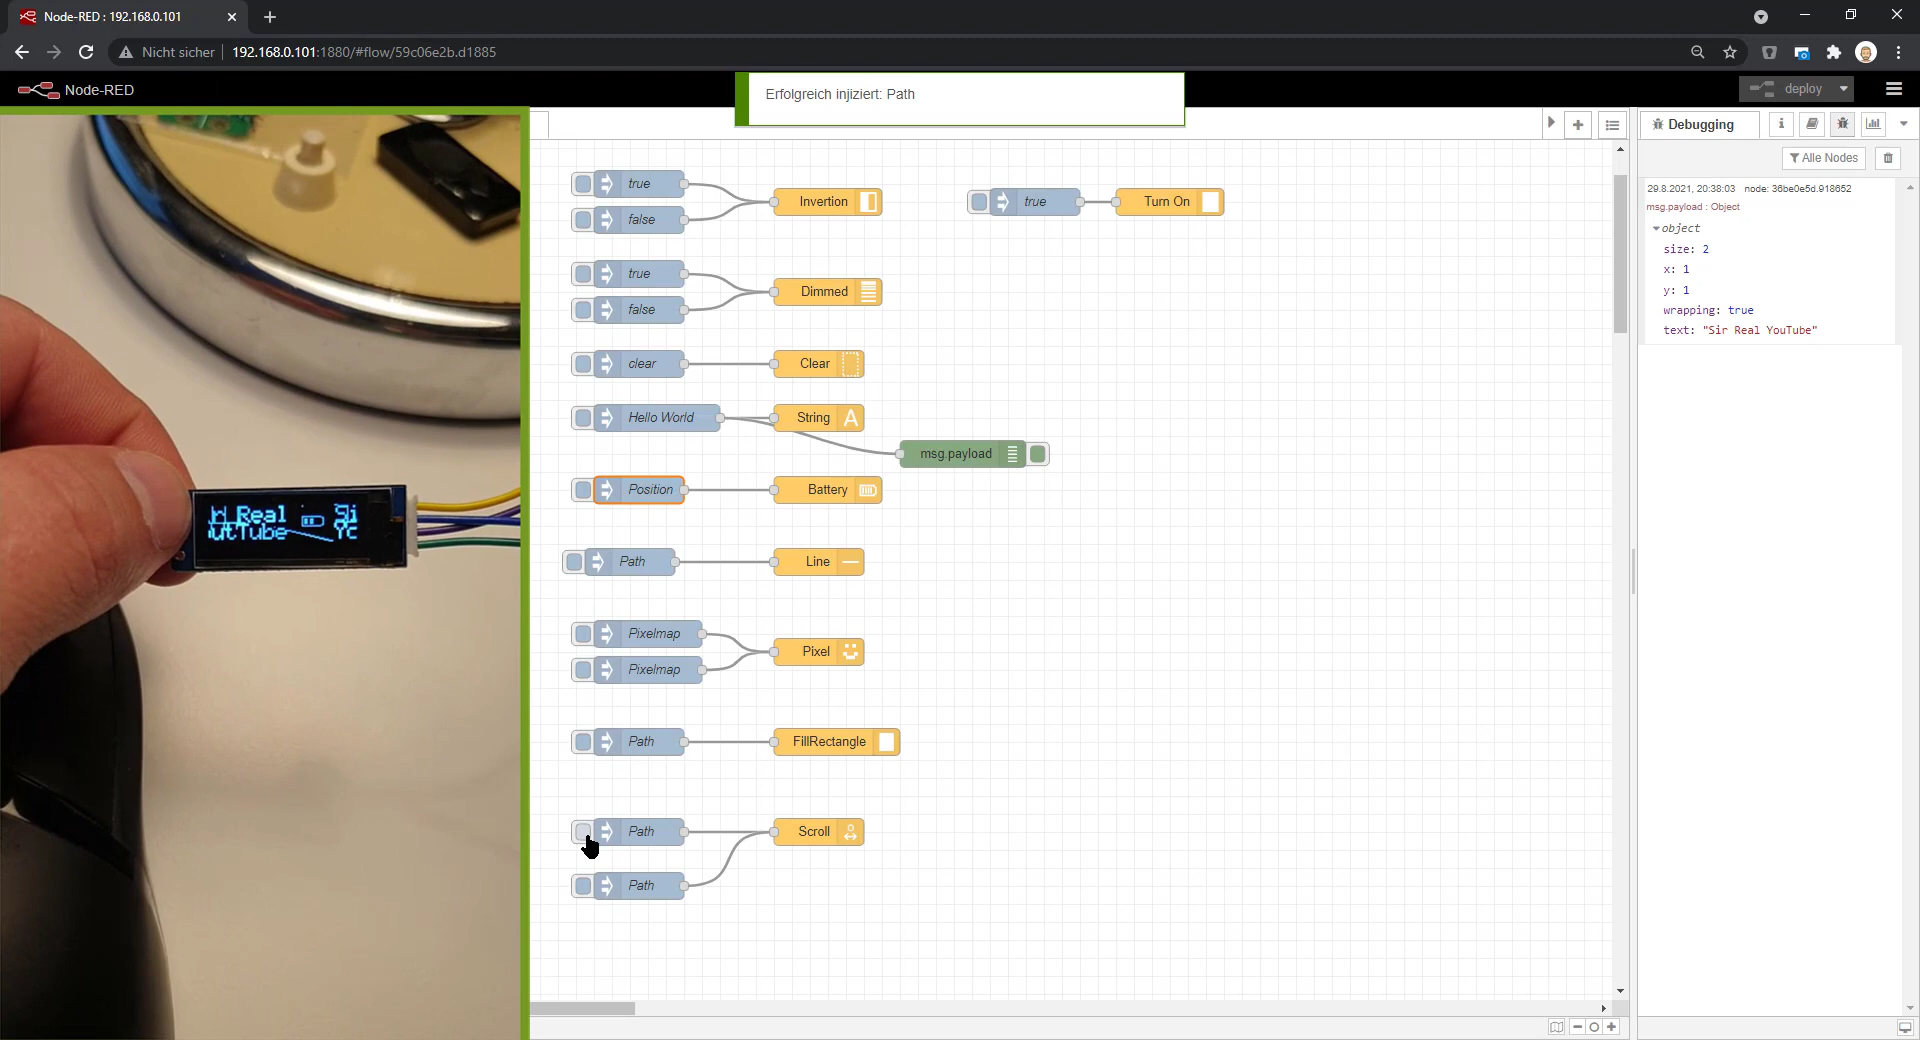 Node-RED : 192.168.0.101
Nicht sicher 192.168.0.101:1880/#flow/59c06e2b.d1885
Node-RED
deploy
Erfolgreich injiziert: Path
Debugging
Alle Nodes
true
false
Invertion
true
Turn On
true
false
Dimmed
clear
Clear
Hello World
String
msg.payload
Position
Battery
Path
Line
Pixelmap
Pixelmap
Pixel
Path
FillRectangle
Path
Scroll
Path
29.8.2021, 20:38:03 node: 36be0e5d.918652
msg.payload : Object
object
size: 2
x: 1
y: 1
wrapping: true
text: "Sir Real YouTube"
Real Si
Tube